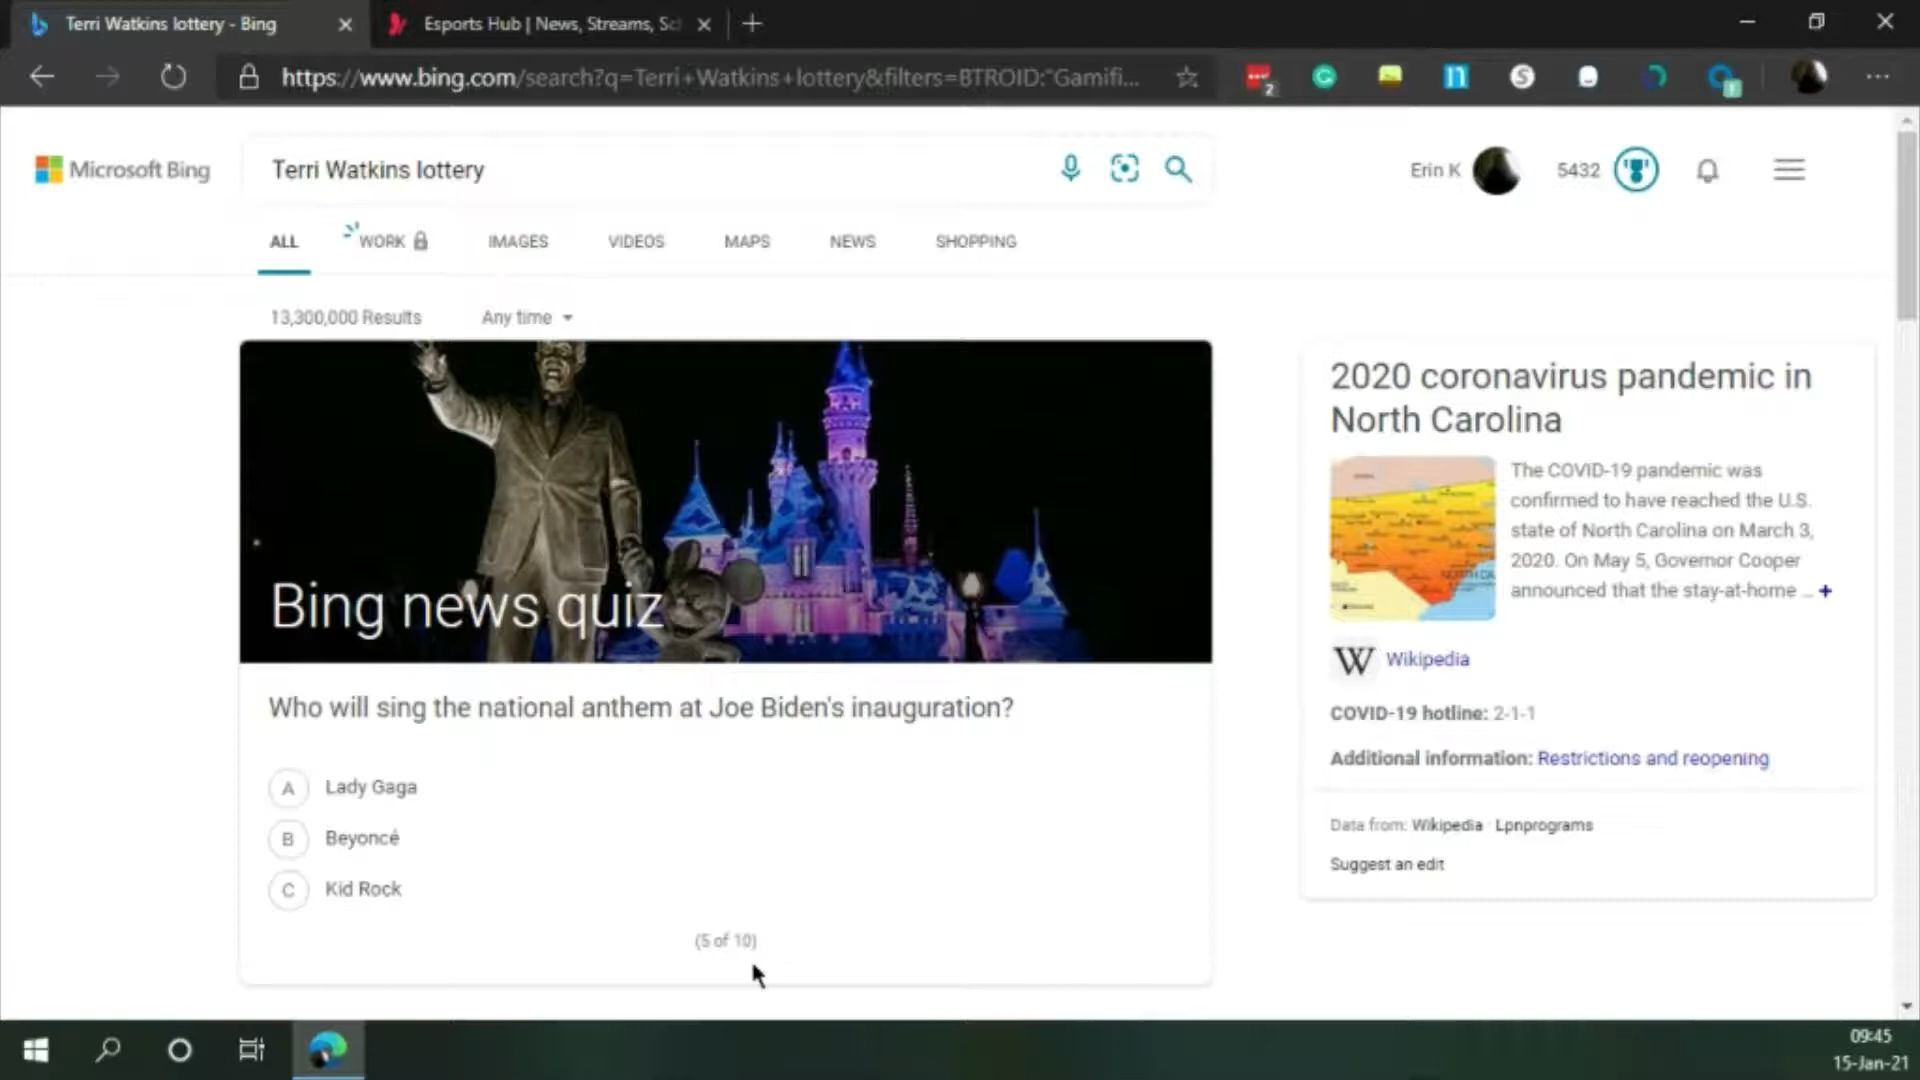 Terri Watkins lottery - Bing
Esports Hub | News, Streams, Sc
https://www.bing.com/search?q=Terri+Watkins+lottery&filters=BTROID:"Gamifi...
2
Microsoft Bing
Terri Watkins lottery
Erin K
5432
ALL
WORK
IMAGES
VIDEOS
MAPS
NEWS
SHOPPING
13,300,000 Results
Any time
Bing news quiz
Who will sing the national anthem at Joe Biden's inauguration?
A Lady Gaga
B Beyoncé
C Kid Rock
(5 of 10)
2020 coronavirus pandemic in
North Carolina
The COVID-19 pandemic was
confirmed to have reached the U.S.
state of North Carolina on March 3,
2020. On May 5, Governor Cooper
announced that the stay-at-home ... +
W Wikipedia
COVID-19 hotline: 2-1-1
Additional information: Restrictions and reopening
Data from: Wikipedia · Lpnprograms
Suggest an edit
09:45
15-Jan-21